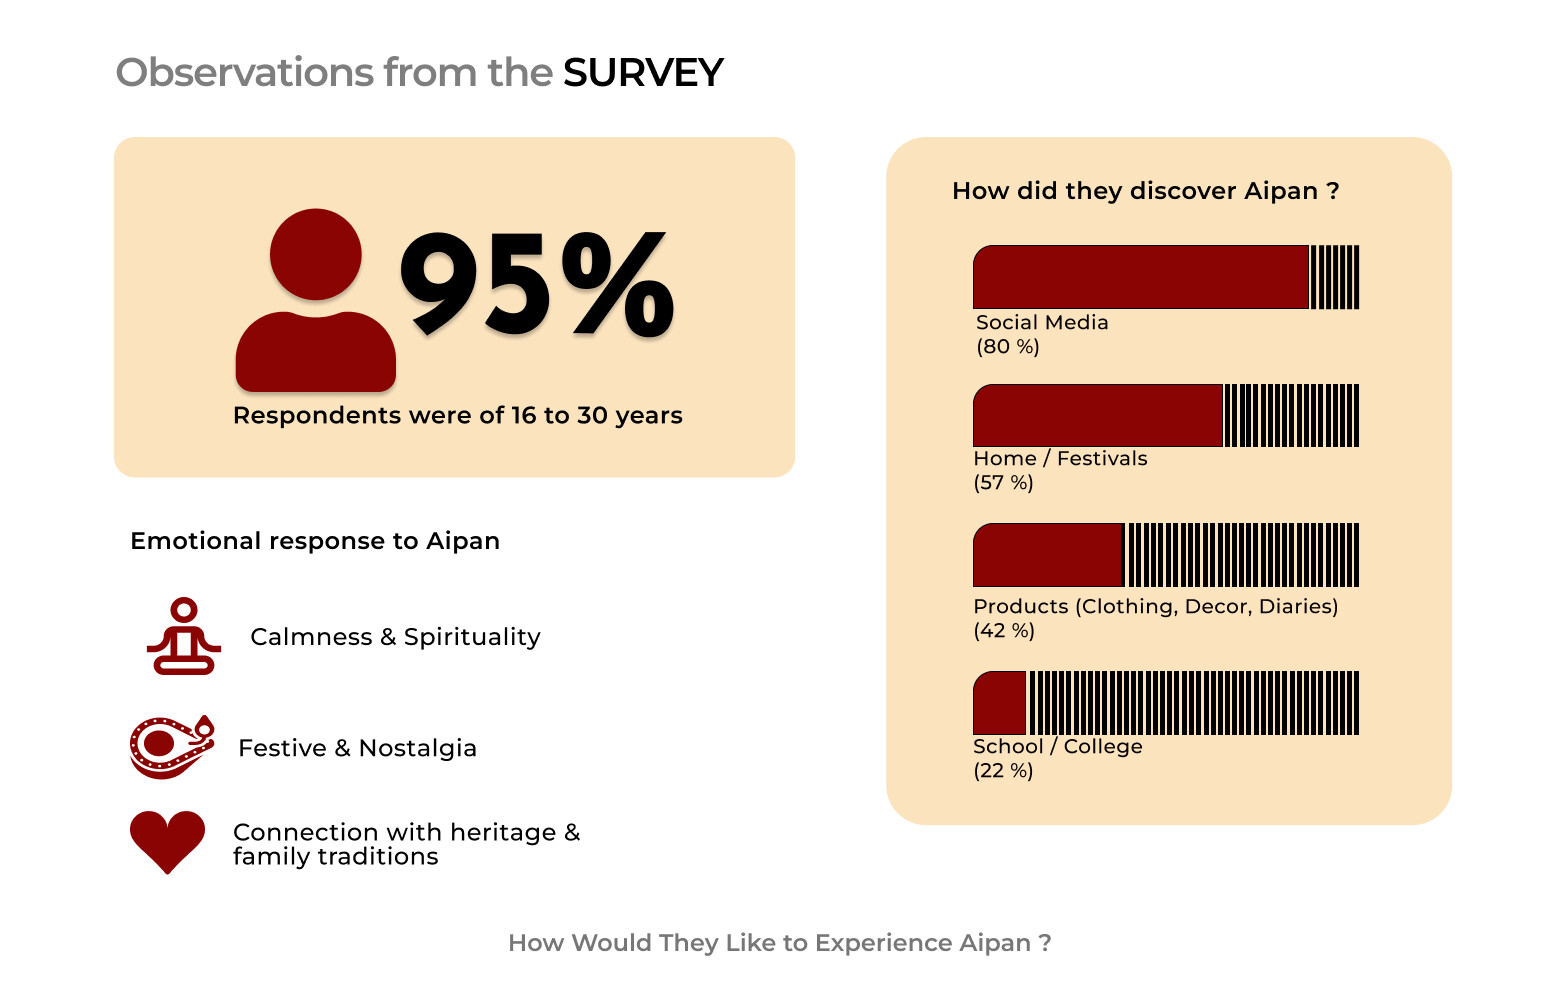 Observations from the SURVEY
95%
Respondents were of 16 to 30 years
Emotional response to Aipan
Calmness & Spirituality
Festive & Nostalgia
Connection with heritage &
family traditions
How did they discover Aipan ?
Social Media
(80 %)
Home / Festivals
(57 %)
Products (Clothing, Decor, Diaries)
(42 %)
School / College
(22 %)
How Would They Like to Experience Aipan ?